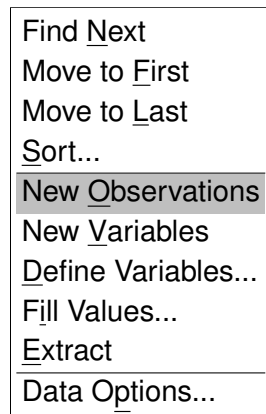 Find Next
Move to First
Move to Last
Sort...
New Observations
New Variables
Define Variables...
Fill Values...
Extract
Data Options...